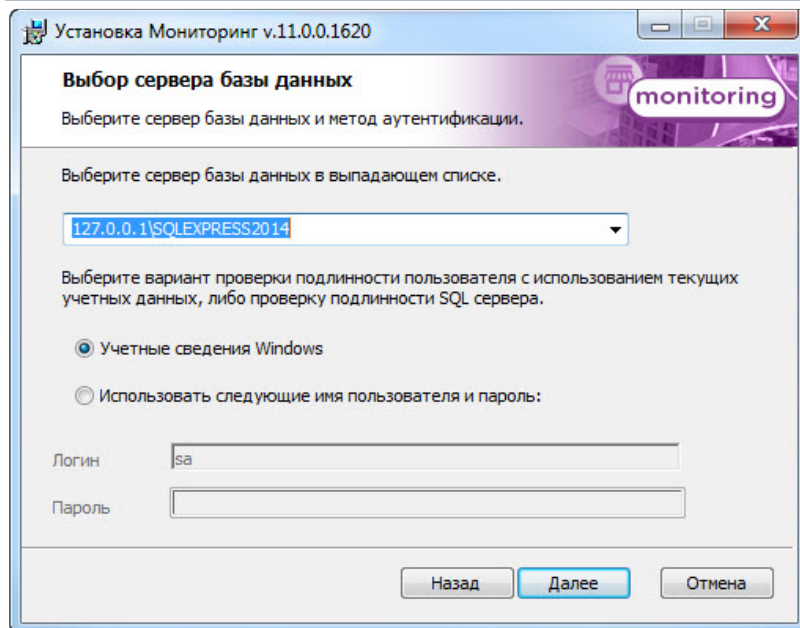 Установка Мониторинг v.11.0.0.1620
Выбор сервера базы данных
Выберите сервер базы данных и метод аутентификации.
monitoring
Выберите сервер базы данных в выпадающем списке.
127.0.0.1\SQLEXPRESS2014
Выберите вариант проверки подлинности пользователя с использованием текущих
учетных данных, либо проверку подлинности SQL сервера.
Учетные сведения Windows
Использовать следующие имя пользователя и пароль:
Логин
sa
Пароль
Назад
Далее
Отмена